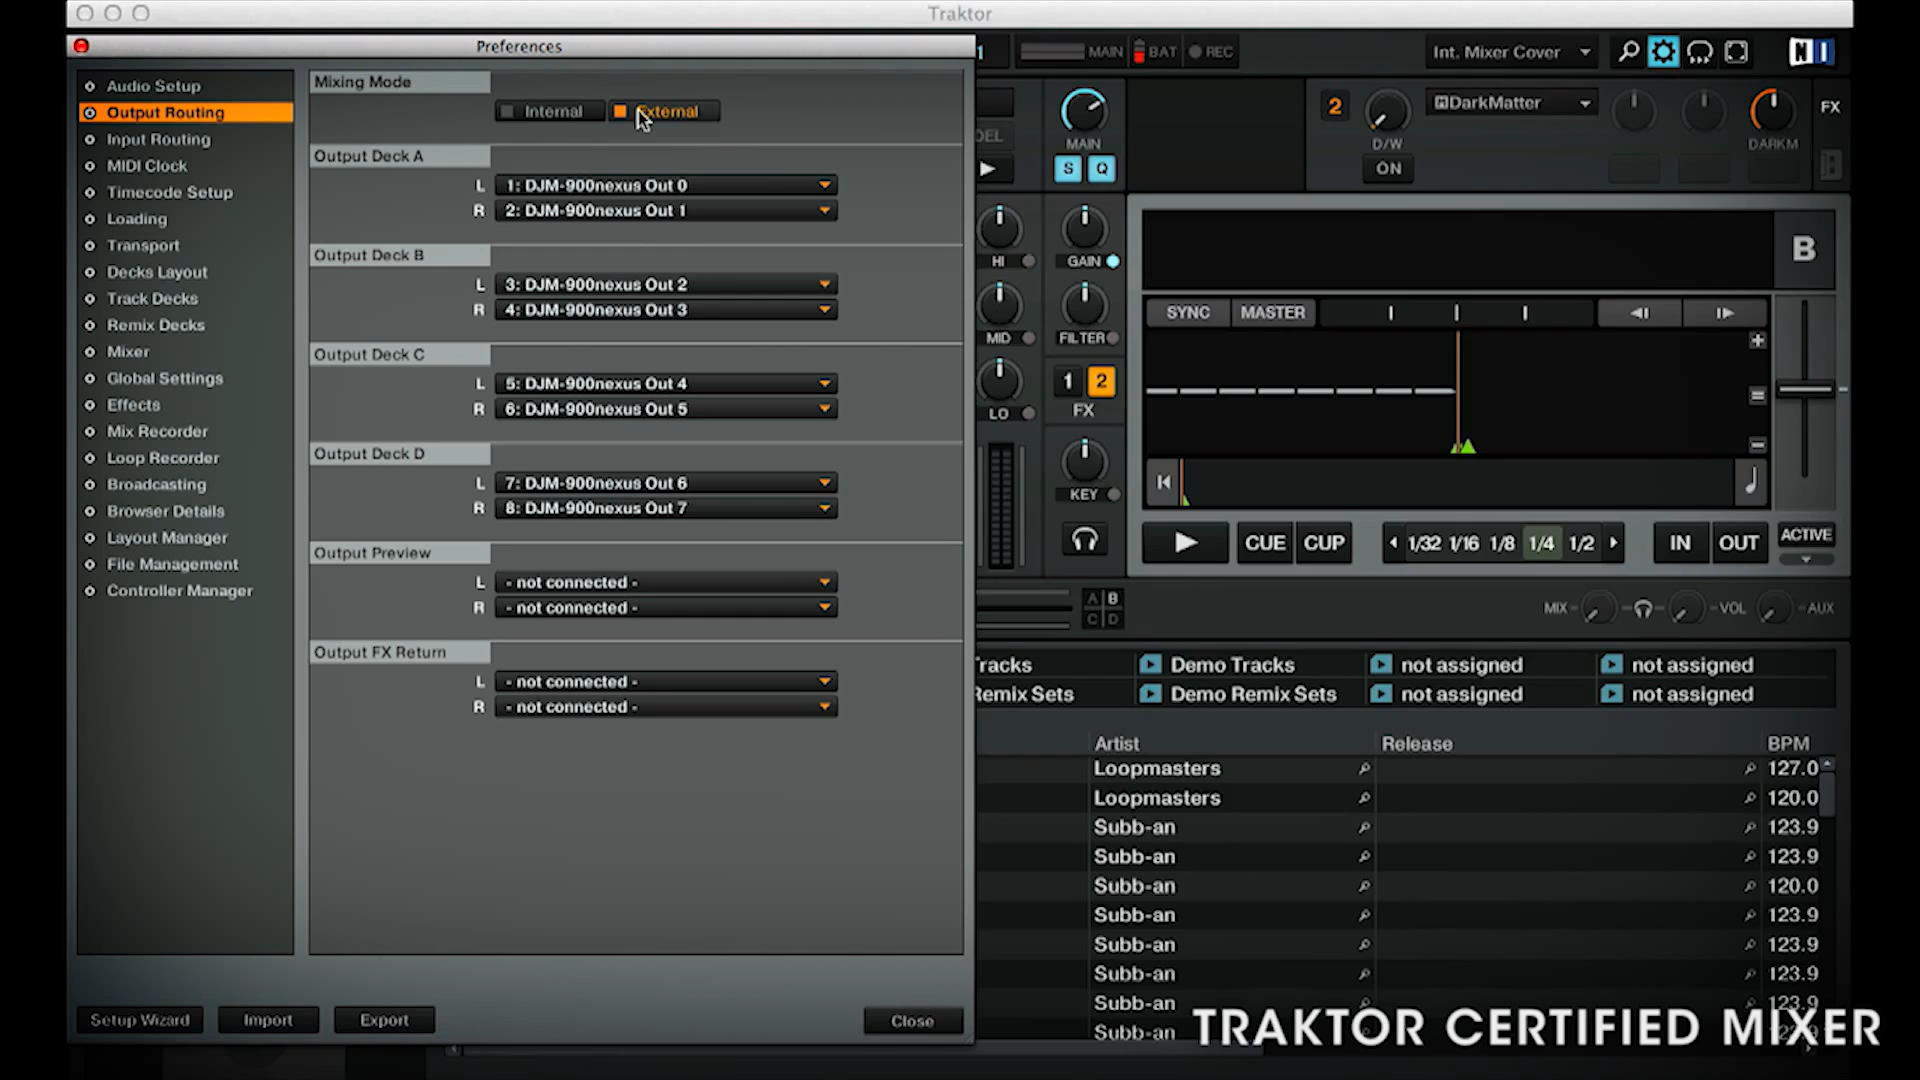 Traktor
Preferences
Audio Setup
Output Routing
Input Routing
MIDI Clock
Timecode Setup
Loading
Transport
Decks Layout
Track Decks
Remix Decks
Mixer
Global Settings
Effects
Mix Recorder
Loop Recorder
Broadcasting
Browser Details
Layout Manager
File Management
Controller Manager
Mixing Mode
Internal External
Output Deck A
L 1: DJM-900nexus Out 0
R 2: DJM-900nexus Out 1
Output Deck B
L 3: DJM-900nexus Out 2
R 4: DJM-900nexus Out 3
Output Deck C
L 5: DJM-900nexus Out 4
R 6: DJM-900nexus Out 5
Output Deck D
L 7: DJM-900nexus Out 6
R 8: DJM-900nexus Out 7
Output Preview
L - not connected -
R - not connected -
Output FX Return
L - not connected -
R - not connected -
Setup Wizard Import Export Close
MAIN BAT REC Int. Mixer Cover NI
2 DarkMatter FX
MAIN D/W DARKM
S Q ON
DEL
HI GAIN
MID FILTER
1 2
LO FX
KEY
B
SYNC MASTER
CUE CUP 1/32 1/16 1/8 1/4 1/2 IN OUT ACTIVE
A B
C D
MIX VOL AUX
Tracks Demo Tracks not assigned not assigned
Remix Sets Demo Remix Sets not assigned not assigned
Artist Release BPM
Loopmasters 127.0
Loopmasters 120.0
Subb-an 123.9
Subb-an 123.9
Subb-an 120.0
Subb-an 123.9
Subb-an 123.9
Subb-an 123.9
Subb-an 123.9
Subb-an
TRAKTOR CERTIFIED MIXER